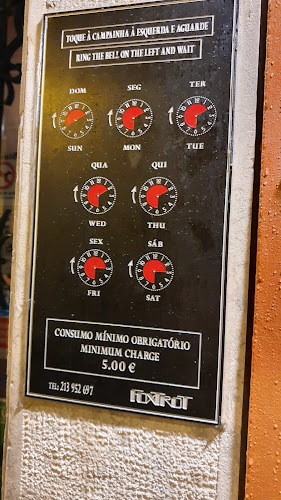 TOQUE À CAMPAINHA À ESQUERDA E AGUARDE
RING THE BELL ON THE LEFT AND WAIT
DOM SEG TER
SUN MON TUE
QUA QUI
WED THU
SEX SÁB
FRI SAT
CONSUMO MÍNIMO OBRIGATÓRIO
MINIMUM CHARGE
5.00 €
TEL: 213 952 697 FOXTROT